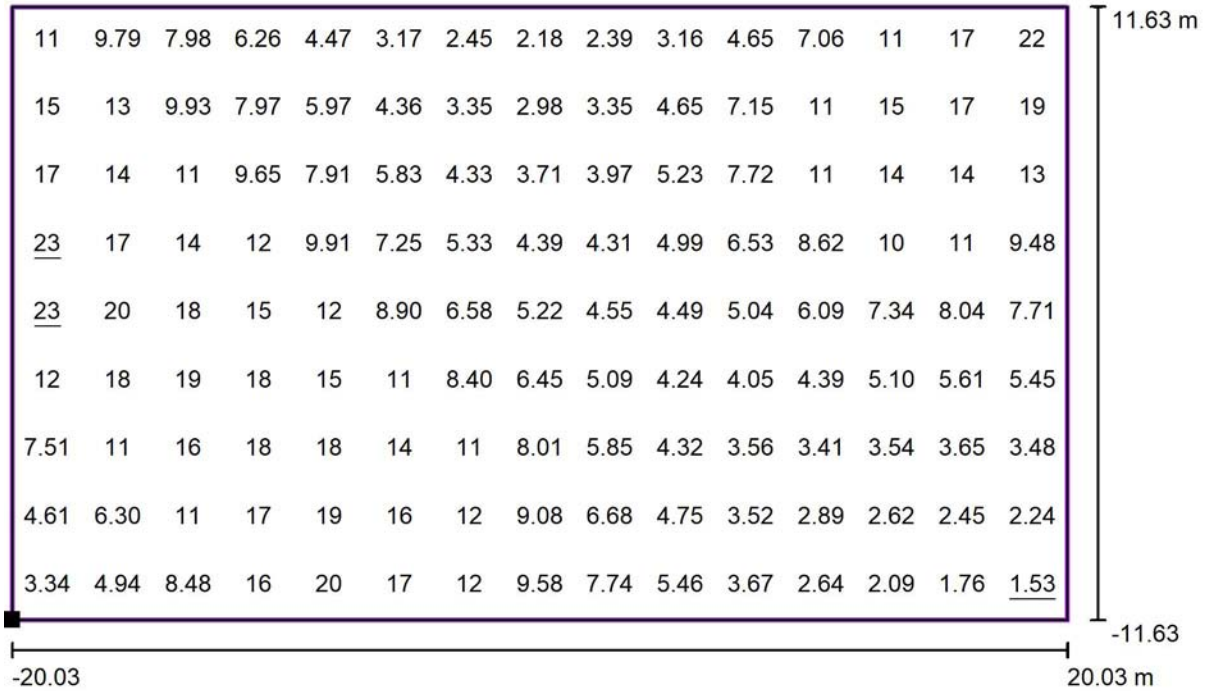 11 9.79 7.98 6.26 4.47 3.17 2.45 2.18 2.39 3.16 4.65 7.06 11 17 22
11.63 m
15 13 9.93 7.97 5.97 4.36 3.35 2.98 3.35 4.65 7.15 11 15 17 19
17 14 11 9.65 7.91 5.83 4.33 3.71 3.97 5.23 7.72 11 14 14 13
23 17 14 12 9.91 7.25 5.33 4.39 4.31 4.99 6.53 8.62 10 11 9.48
23 20 18 15 12 8.90 6.58 5.22 4.55 4.49 5.04 6.09 7.34 8.04 7.71
12 18 19 18 15 11 8.40 6.45 5.09 4.24 4.05 4.39 5.10 5.61 5.45
7.51 11 16 18 18 14 11 8.01 5.85 4.32 3.56 3.41 3.54 3.65 3.48
4.61 6.30 11 17 19 16 12 9.08 6.68 4.75 3.52 2.89 2.62 2.45 2.24
3.34 4.94 8.48 16 20 17 12 9.58 7.74 5.46 3.67 2.64 2.09 1.76 1.53
-11.63
-20.03 20.03 m